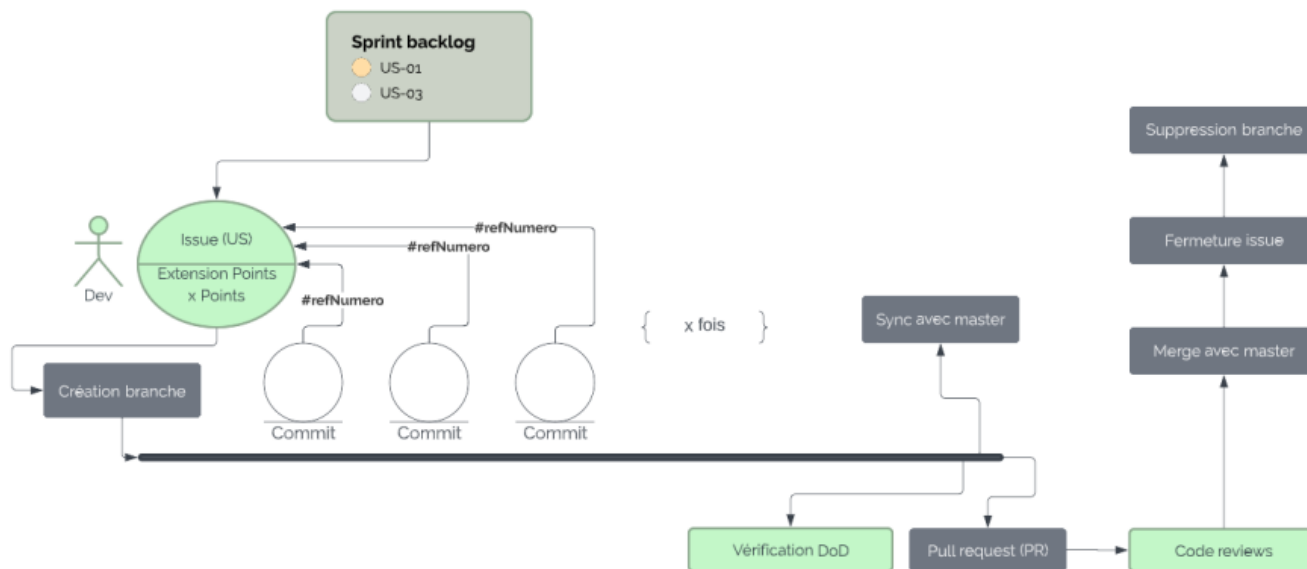 Sprint backlog
US-01
US-03
Suppression branche
#refNumero
Issue (US)
#refNumero
Fermeture issue
Extension Points
x Points
Dev
#refNumero
{ x fois }
Sync avec master
Merge avec master
Création branche
Commit
Commit
Commit
Vérification DoD
Pull request (PR)
Code reviews